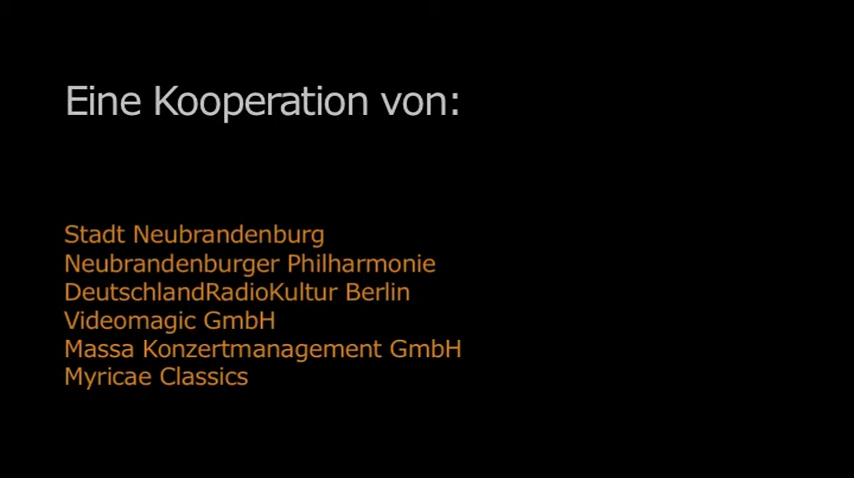 Eine Kooperation von:
Stadt Neubrandenburg
Neubrandenburger Philharmonie
DeutschlandRadioKultur Berlin
Videomagic GmbH
Massa Konzertmanagement GmbH
Myricae Classics